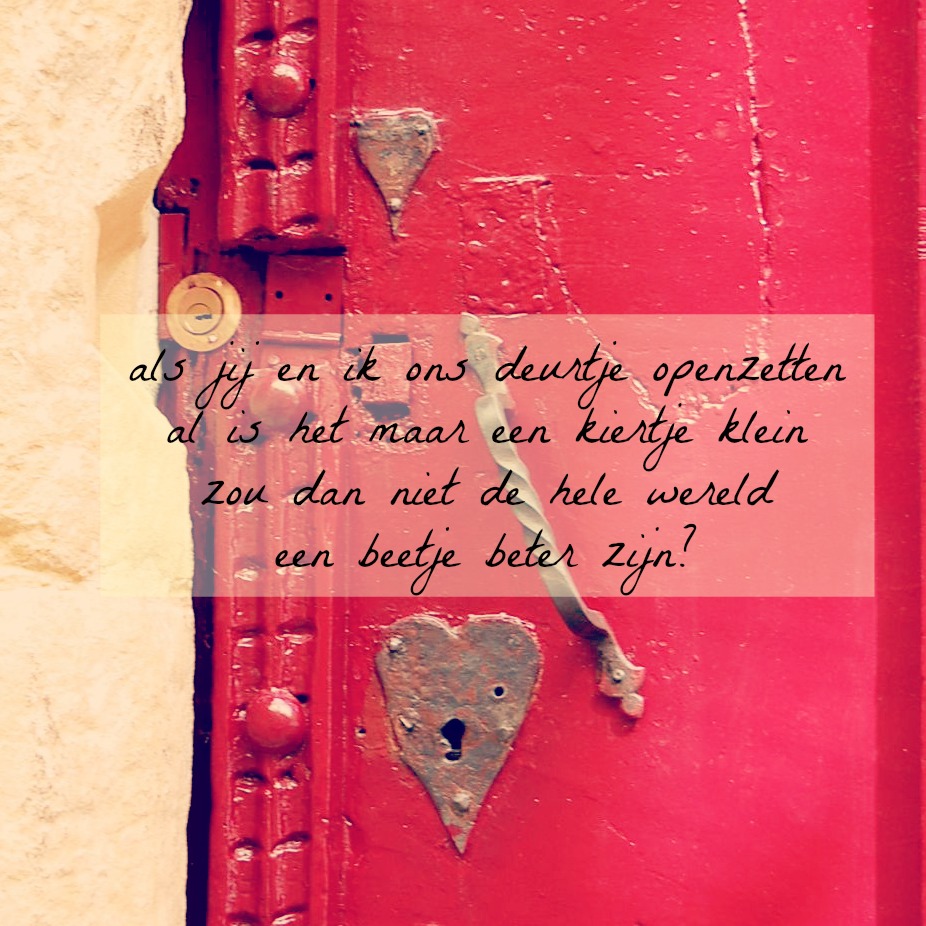 als jij en ik ons deurtje openzetten
al is het maar een kiertje klein
zou dan niet de hele wereld
een beetje beter zijn?